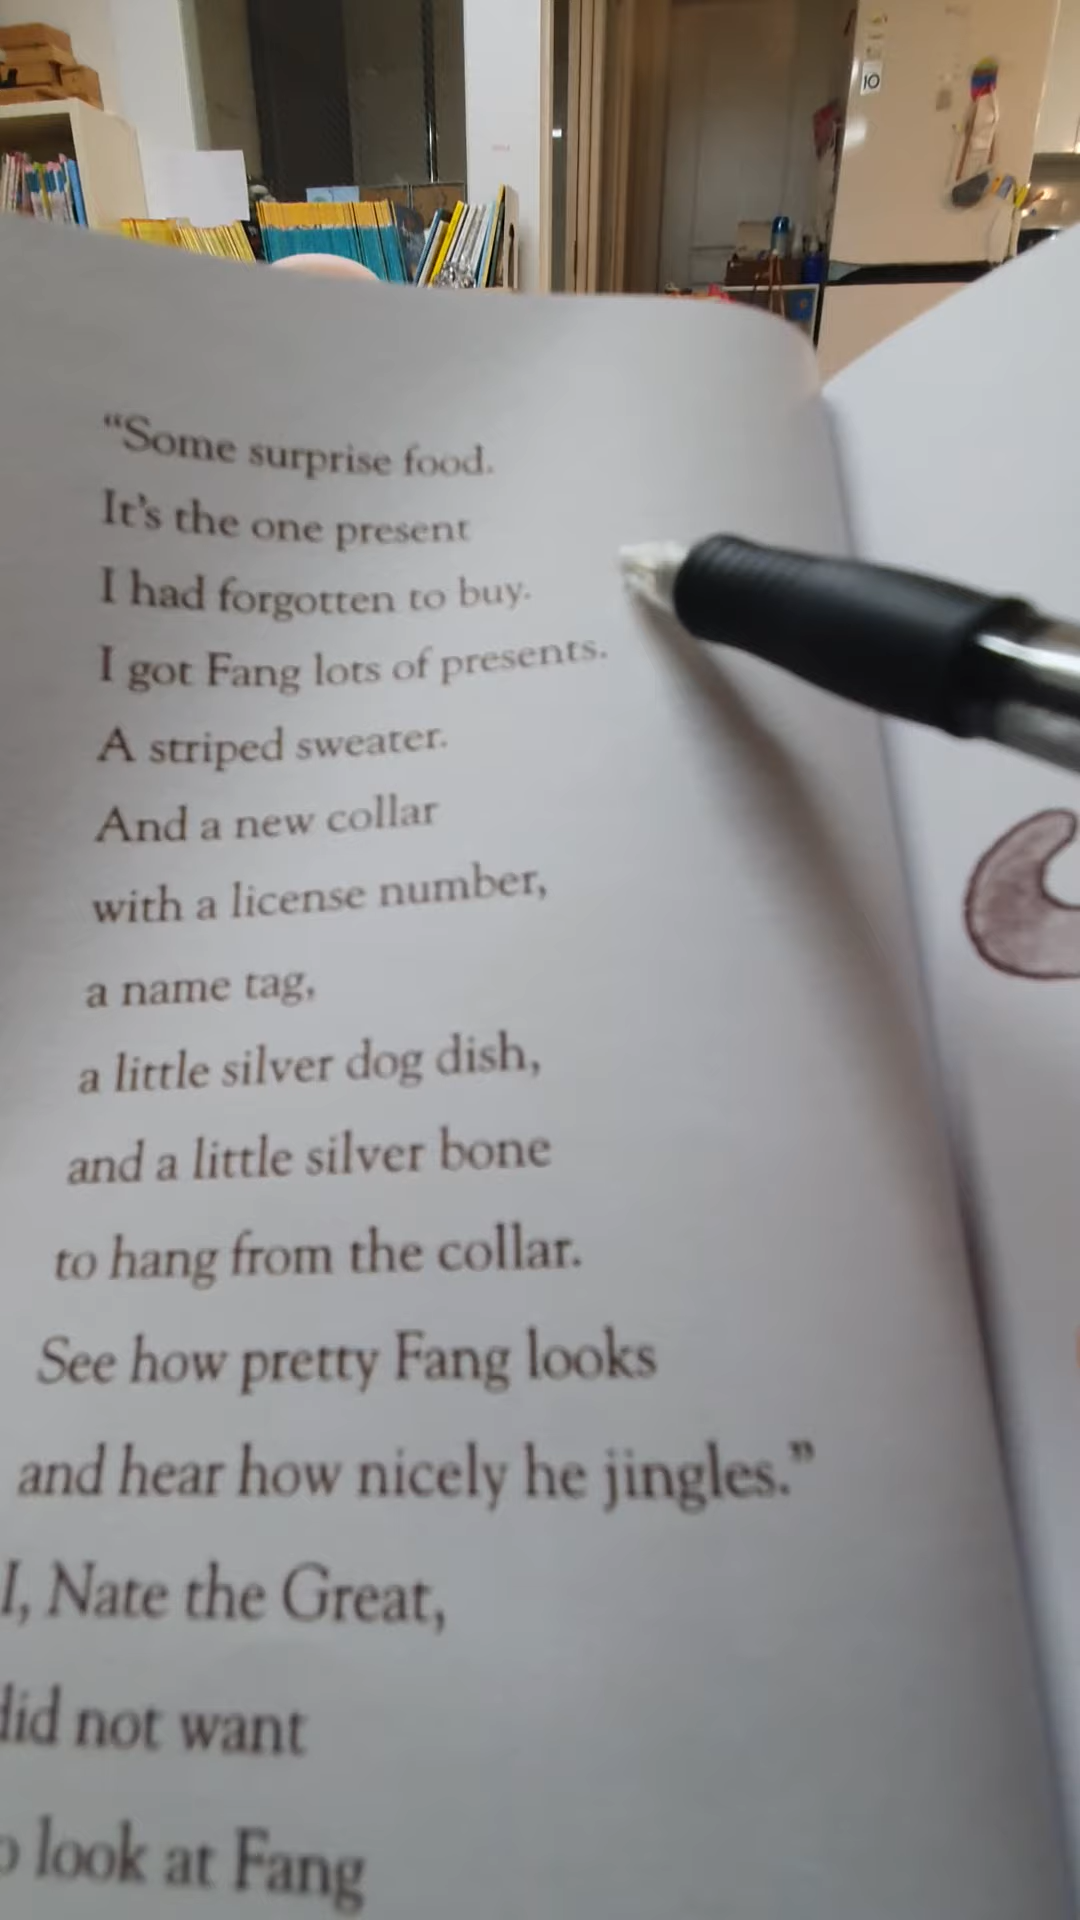 10
“Some surprise food.
It’s the one present
I had forgotten to buy.
I got Fang lots of presents.
A striped sweater.
And a new collar
with a license number,
a name tag,
a little silver dog dish,
and a little silver bone
to hang from the collar.
See how pretty Fang looks
and hear how nicely he jingles.”
I, Nate the Great,
did not want
look at Fang